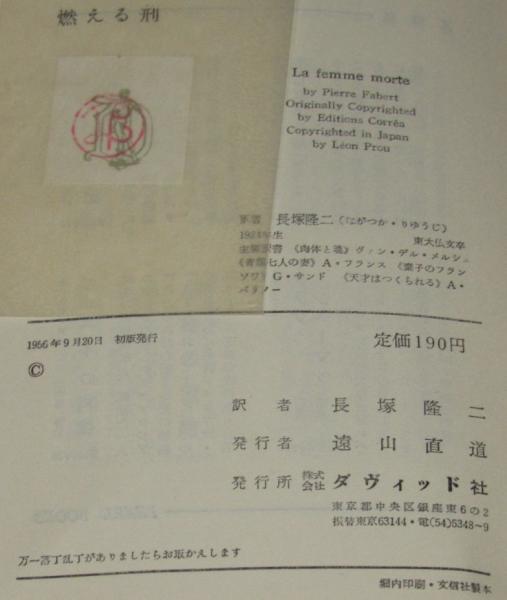 燃える刑
La femme morte
by Pierre Fabert
Originally Copyrighted
by Editions Corrêa
Copyrighted in Japan
by Léon Prou
長塚隆二(ながつか・りゆうじ)
1924年生 東大仏文卒
主要訳書 《肉体と魂》ヴァン・デル・メルシュ
《青髯七人の妻》A・フランス 《棄子のフラン
ソワ》G・サンド 《天才はつくられる》A・
1956年9月20日 初版発行
定価190円
©
訳者 長塚隆二
発行者 遠山直道
発行所 株式会社 ダヴィッド社
東京都中央区銀座東6の2
振替東京63144・電(54)5348~9
万一落丁乱丁がありましたらお取かえします
堀内印刷・文信社製本